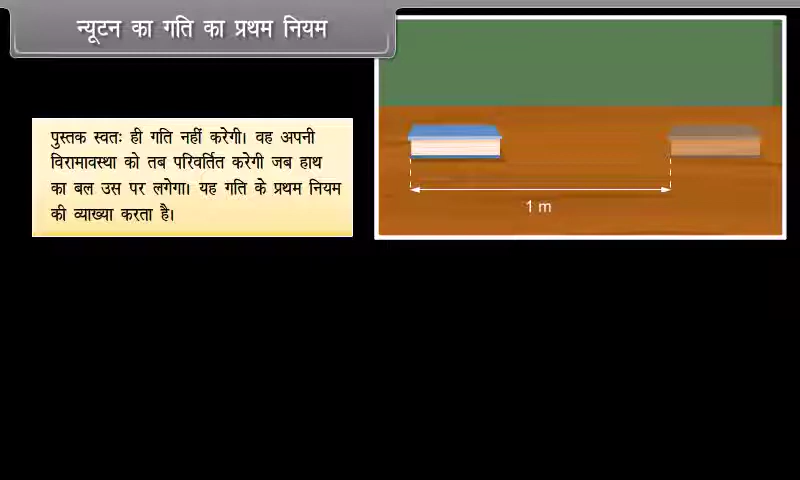 न्यूटन का गति का प्रथम नियम
पुस्तक स्वतः ही गति नहीं करेगी। वह अपनी
विरामावस्था को तब परिवर्तित करेगी जब हाथ
का बल उस पर लगेगा। यह गति के प्रथम नियम
की व्याख्या करता है।
1 m